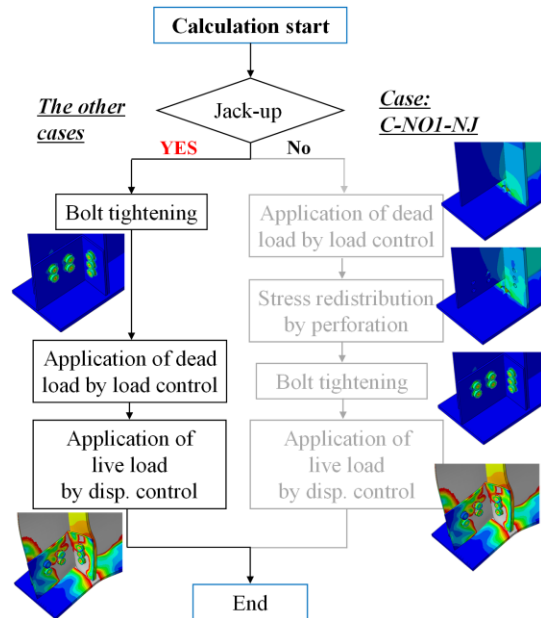 Calculation start
Jack-up
The other
cases
Case:
C-NO1-NJ
YES
No
Bolt tightening
Application of dead
load by load control
Application of
live load
by disp. control
Application of dead
load by load control
Stress redistribution
by perforation
Bolt tightening
Application of
live load
by disp. control
End